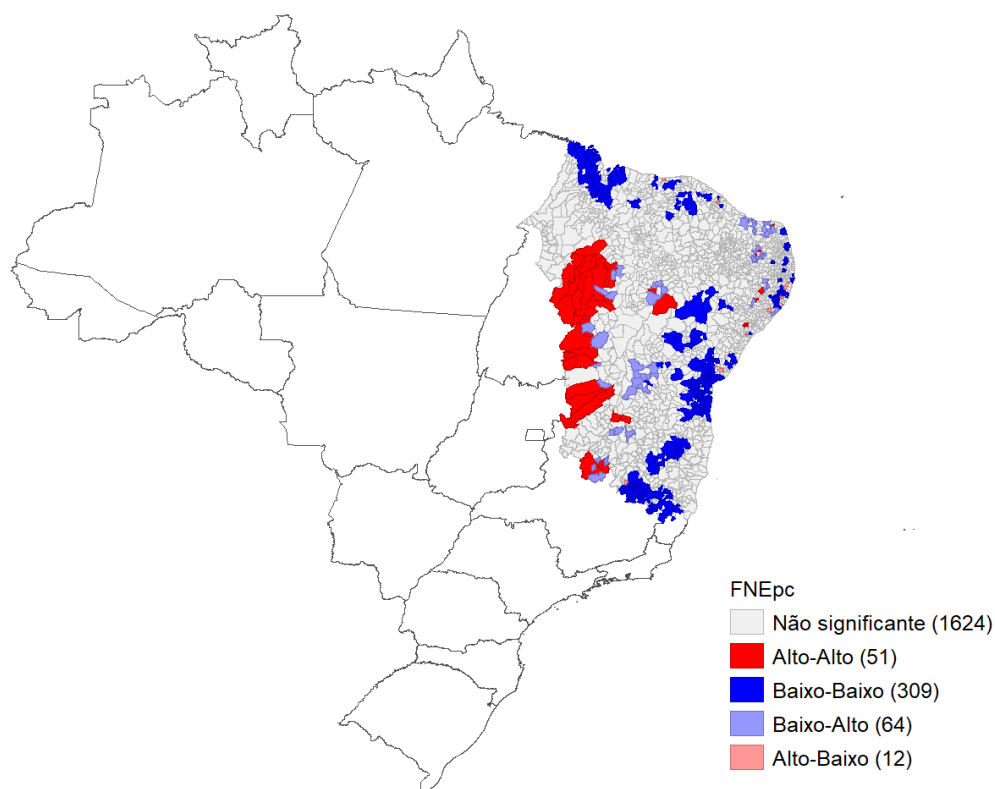 FNEpc
Não significante (1624)
Alto-Alto (51)
Baixo-Baixo (309)
Baixo-Alto (64)
Alto-Baixo (12)